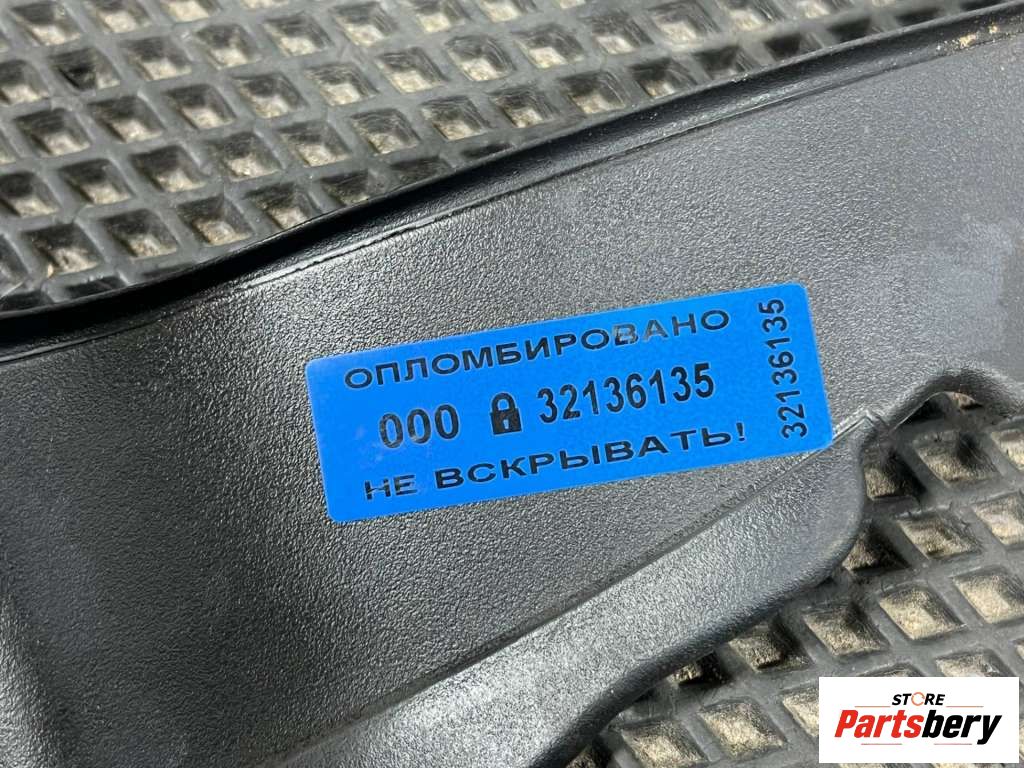 ОПЛОМБИРОВАНО
000 32136135
НЕ ВСКРЫВАТЬ!
32136135
STORE
Partsbery